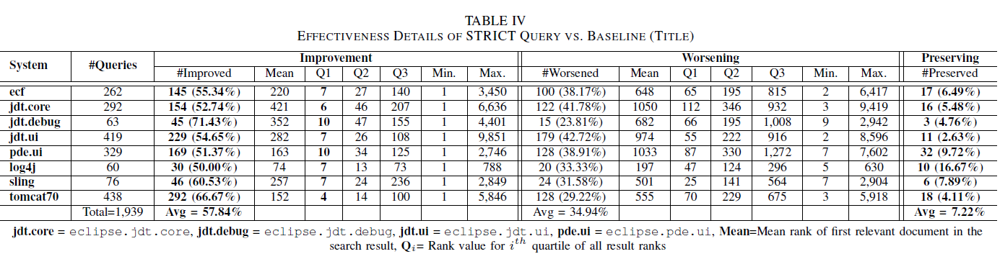 TABLE IV
EFFECTIVENESS DETAILS OF STRICT QUERY VS. BASELINE (TITLE)
System #Queries Improvement Worsening Preserving
#Improved Mean Q1 Q2 Q3 Min. Max. #Worsened Mean Q1 Q2 Q3 Min. Max. #Preserved
ecf 262 145 (55.34%) 220 7 27 140 1 3,450 100 (38.17%) 648 65 195 815 2 6,417 17 (6.49%)
jdt.core 292 154 (52.74%) 421 6 46 207 1 6,636 122 (41.78%) 1050 112 346 932 3 9,419 16 (5.48%)
jdt.debug 63 45 (71.43%) 352 10 47 155 1 4,401 15 (23.81%) 682 66 195 1,008 9 2,942 3 (4.76%)
jdt.ui 419 229 (54.65%) 282 7 26 108 1 9,851 179 (42.72%) 974 55 222 916 2 8,596 11 (2.63%)
pde.ui 329 169 (51.37%) 163 10 34 125 1 2,746 128 (38.91%) 1033 87 330 1,272 7 7,602 32 (9.72%)
log4j 60 30 (50.00%) 74 7 13 73 1 788 20 (33.33%) 197 47 124 296 5 630 10 (16.67%)
sling 76 46 (60.53%) 257 7 24 236 1 2,849 24 (31.58%) 501 25 141 564 7 2,904 6 (7.89%)
tomcat70 438 292 (66.67%) 152 4 14 100 1 5,846 128 (29.22%) 555 70 229 675 3 5,918 18 (4.11%)
Total=1,939 Avg = 57.84% Avg = 34.94% Avg = 7.22%
jdt.core = eclipse.jdt.core, jdt.debug = eclipse.jdt.debug, jdt.ui = eclipse.jdt.ui, pde.ui = eclipse.pde.ui, Mean=Mean rank of first relevant document in the
search result, Qi= Rank value for ith quartile of all result ranks